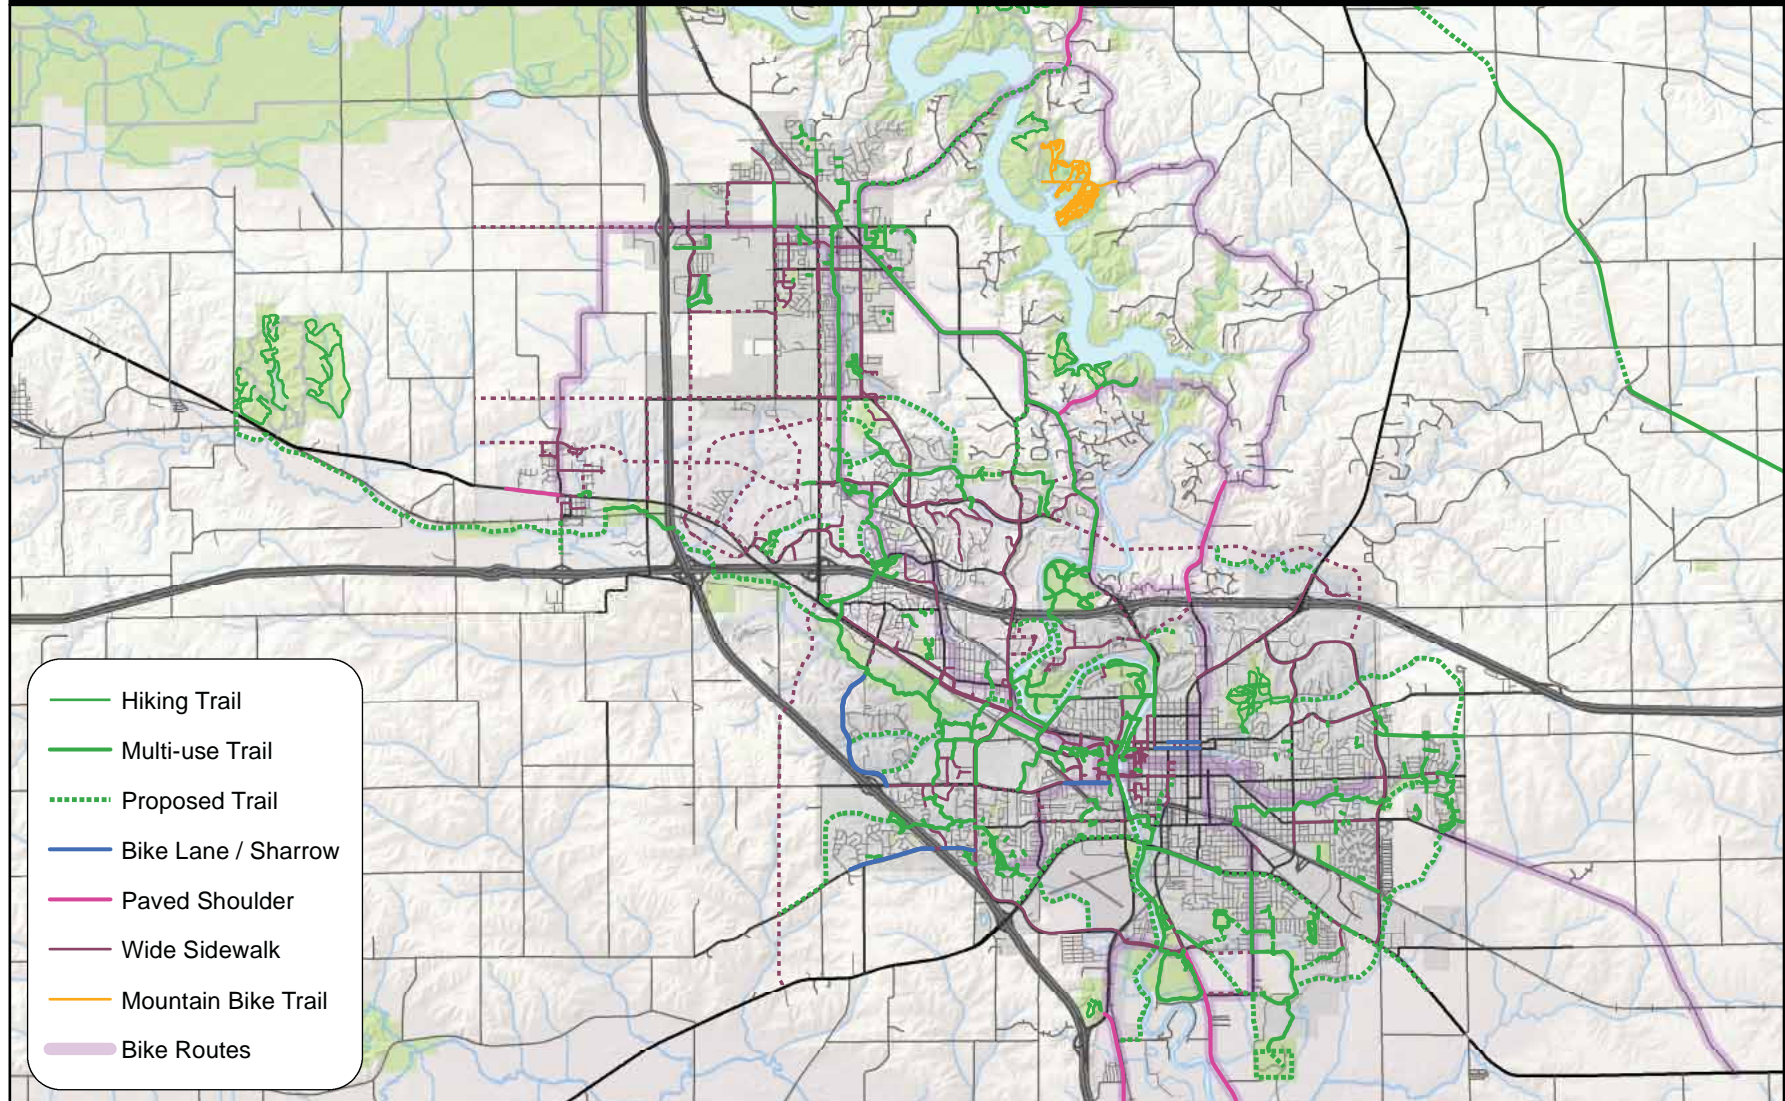 Hiking Trail
Multi-use Trail
Proposed Trail
Bike Lane / Sharrow
Paved Shoulder
Wide Sidewalk
Mountain Bike Trail
Bike Routes